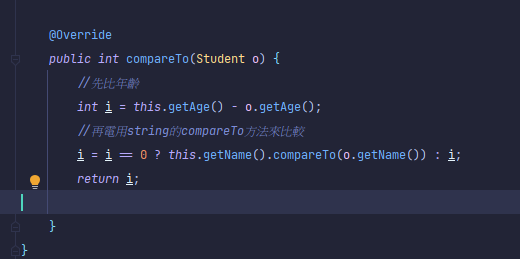 @Override
public int compareTo(Student o) {
//先比年齡
int i = this.getAge() - o.getAge();
//再電用string的compareTo方法來比較
i = i == 0 ? this.getName().compareTo(o.getName()) : i;
return i;
}
}